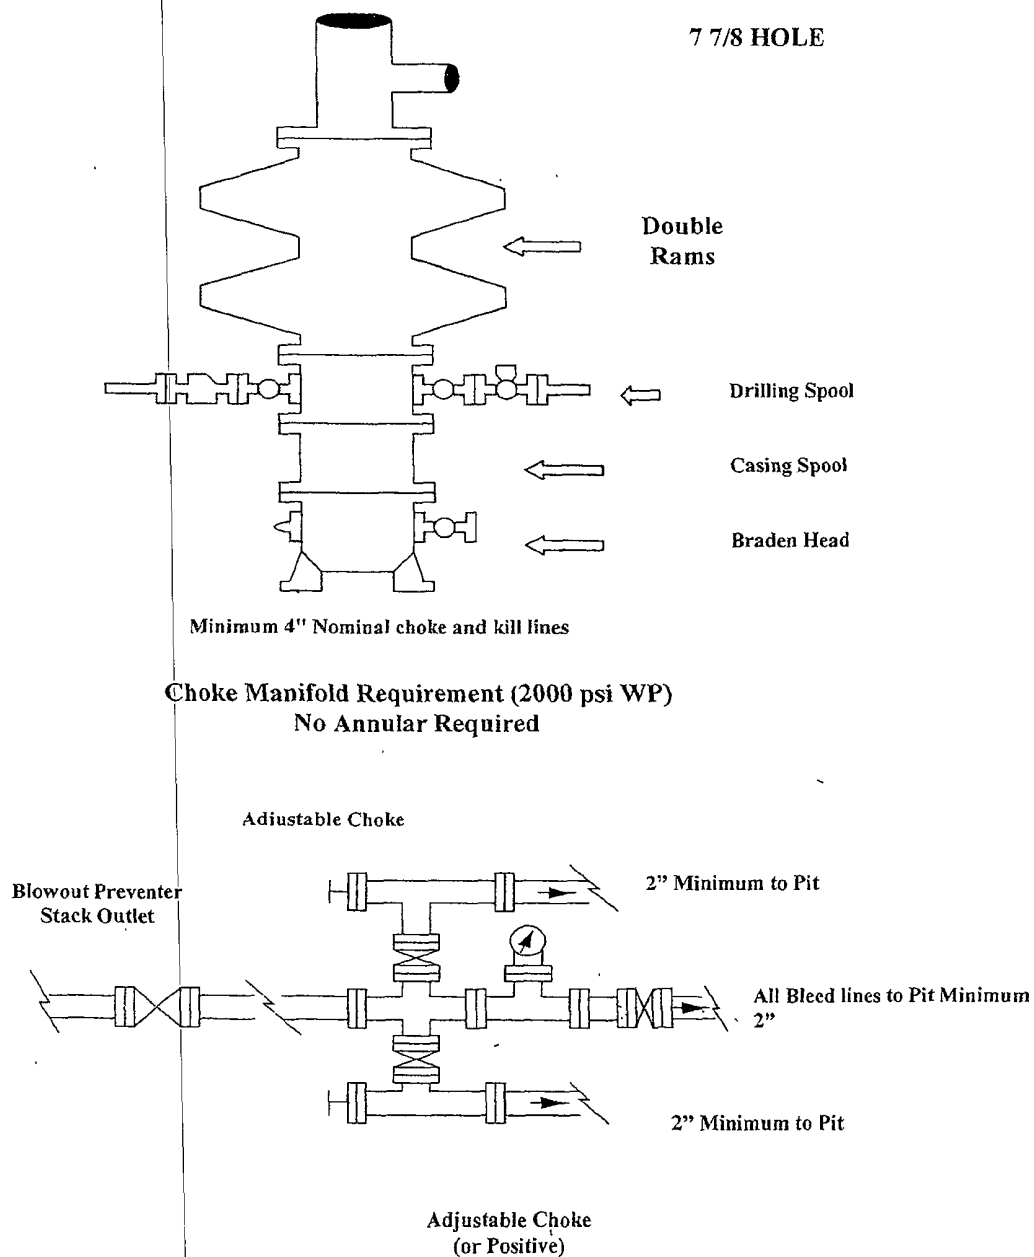 7 7/8 HOLE
Double
Rams
Drilling Spool
Casing Spool
Braden Head
Minimum 4" Nominal choke and kill lines
Choke Manifold Requirement (2000 psi WP)
No Annular Required
Adiustable Choke
Blowout Preventer
Stack Outlet
2” Minimum to Pit
All Bleed lines to Pit Minimum
2”
2” Minimum to Pit
Adjustable Choke
(or Positive)